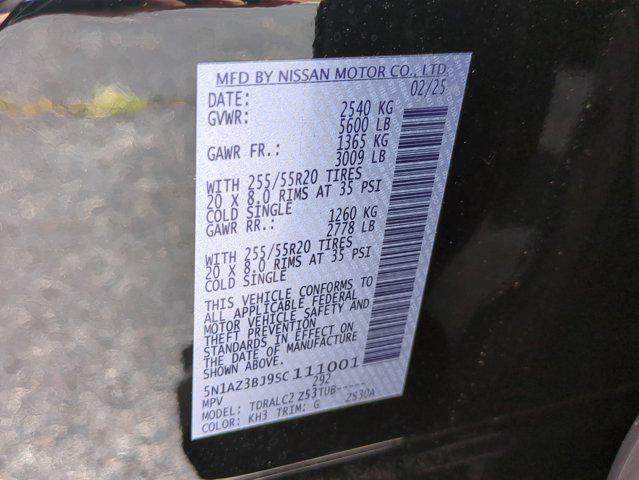 MFD BY NISSAN MOTOR CO., LTD.
DATE: 02/25
GVWR: 2540 KG
5600 LB
GAWR FR.: 1365 KG
3009 LB
WITH 255/55R20 TIRES
20 X 8.0 RIMS AT 35 PSI
COLD SINGLE
GAWR RR.: 1260 KG
2778 LB
WITH 255/55R20 TIRES
20 X 8.0 RIMS AT 35 PSI
COLD SINGLE
THIS VEHICLE CONFORMS TO
ALL APPLICABLE FEDERAL
MOTOR VEHICLE SAFETY AND
THEFT PREVENTION
STANDARDS IN EFFECT ON
THE DATE OF MANUFACTURE
SHOWN ABOVE.
5N1AZ3BJ9SC111001
MPV 292
MODEL: TDRALC2 Z53TUB-----
COLOR: KH3 TRIM: G ZS30A